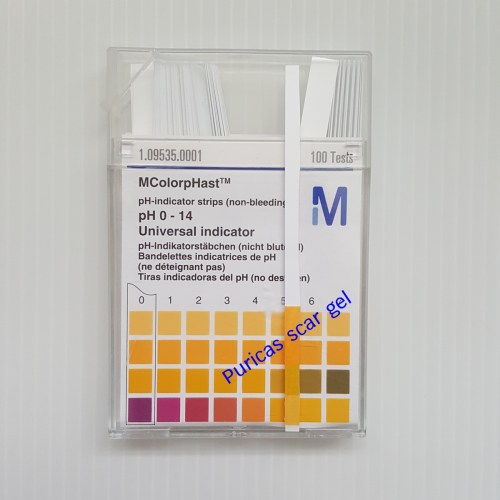 1.09535.0001 100 Tests
MColorpHast™
pH-indicator strips (non-bleeding
pH 0 - 14
Universal indicator
M
pH-Indikatorstäbchen (nicht blut
Bandelettes indicatrices de pH
(ne déteignant pas)
Tiras indicadoras del pH (no
0 1 2 3 4 5 6
Puricas scar gel